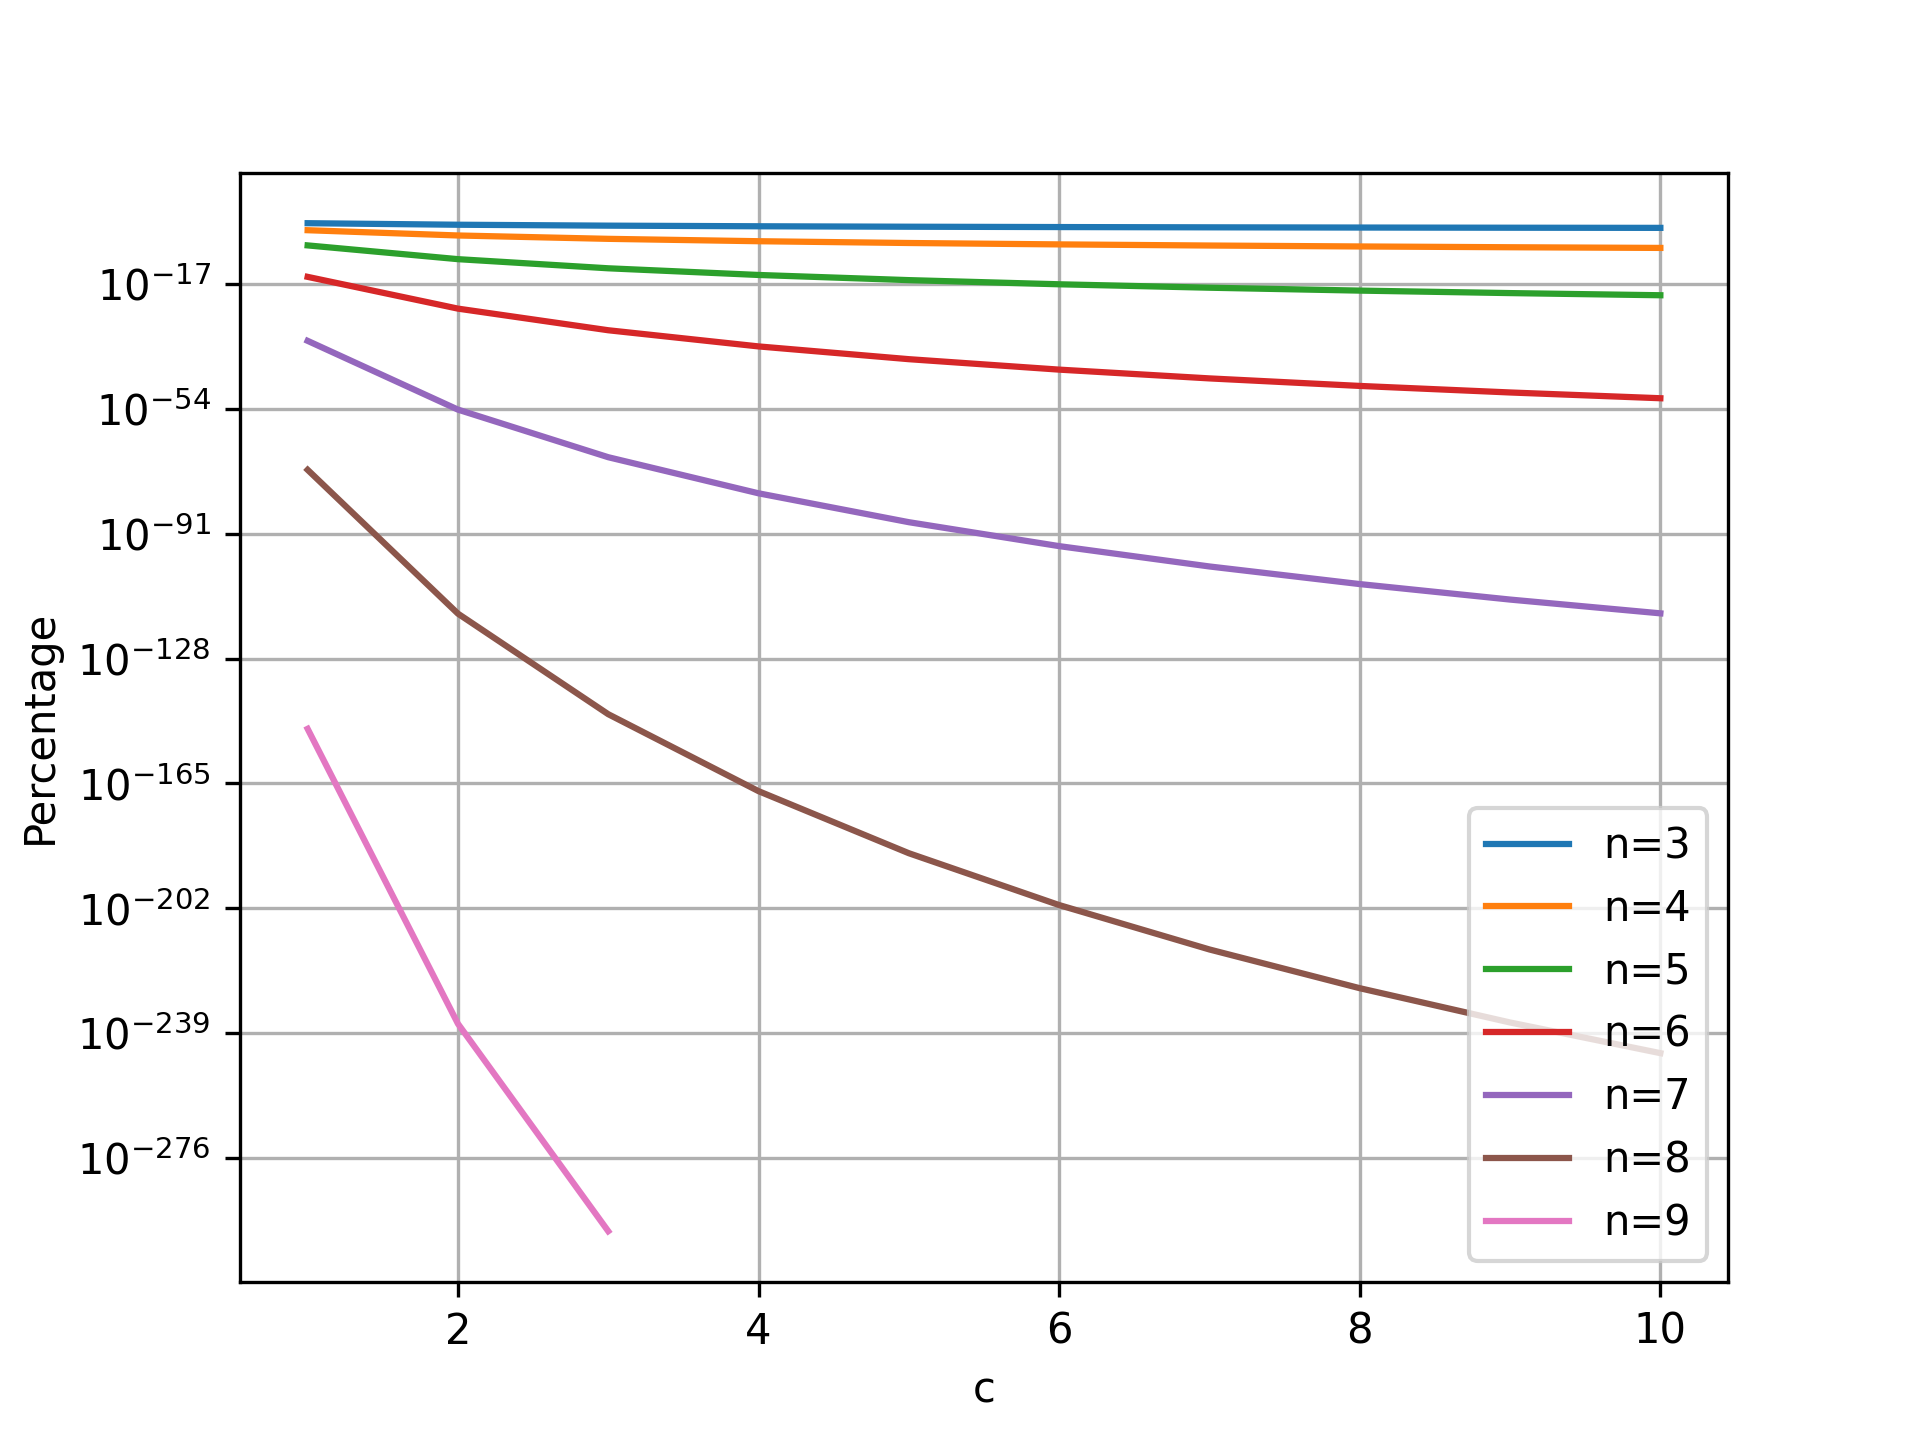 Percentage
10^{-17}
10^{-54}
10^{-91}
10^{-128}
10^{-165}
10^{-202}
10^{-239}
10^{-276}
n=3
n=4
n=5
n=6
n=7
n=8
n=9
2 4 6 8 10
c